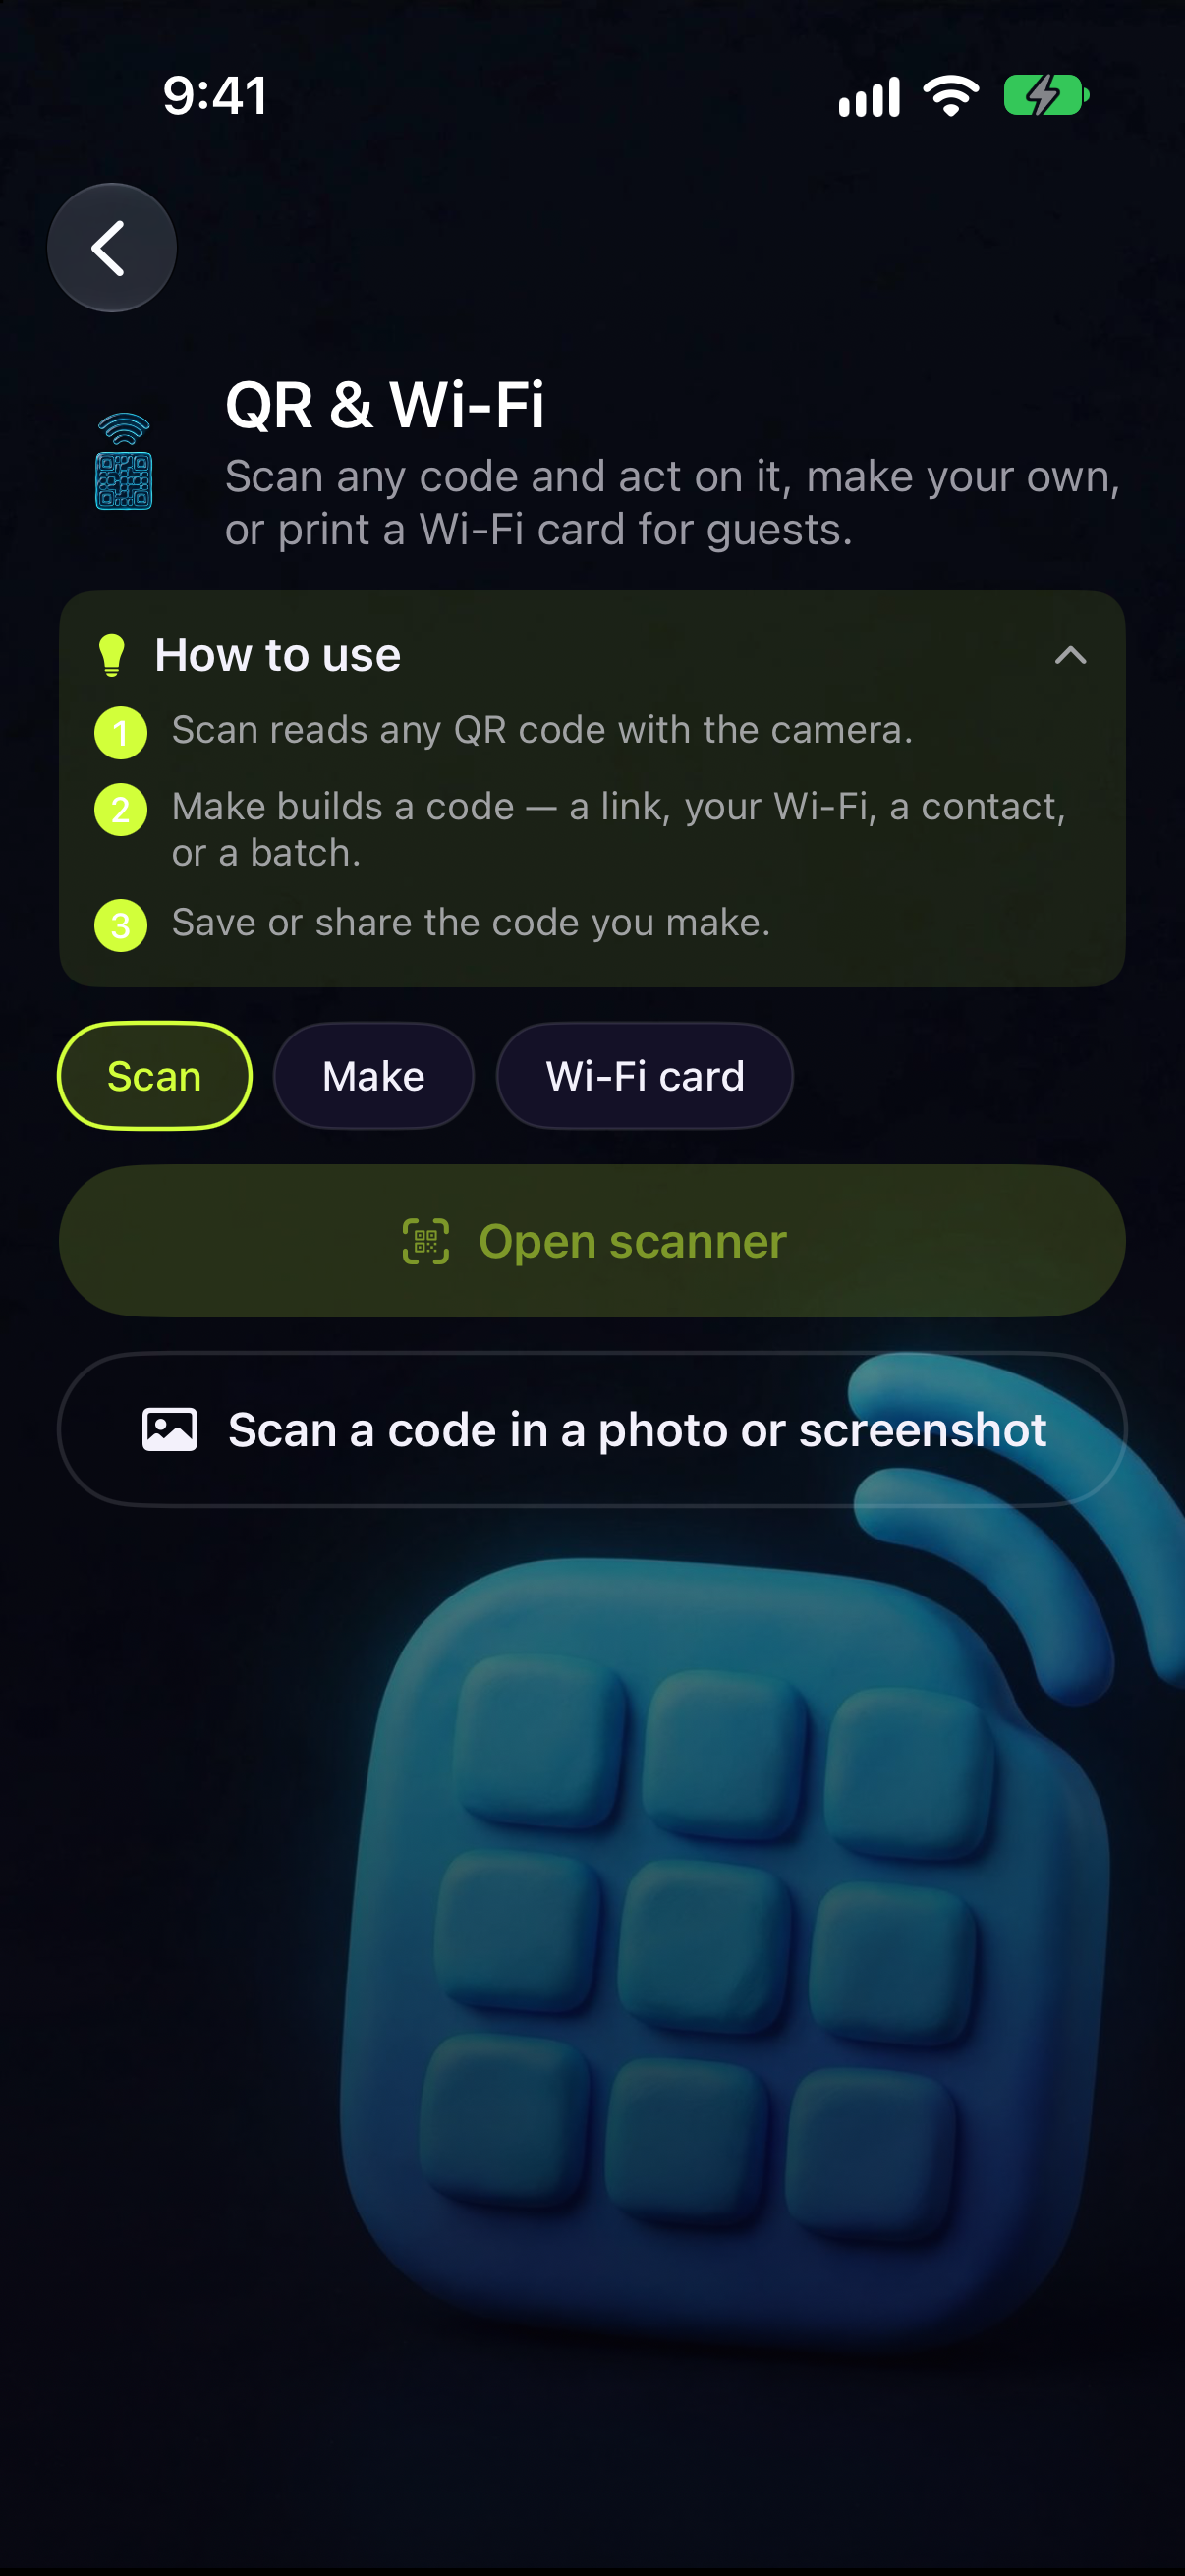 9:41
QR & Wi-Fi
Scan any code and act on it, make your own,
or print a Wi-Fi card for guests.
How to use
1 Scan reads any QR code with the camera.
2 Make builds a code — a link, your Wi-Fi, a contact,
or a batch.
3 Save or share the code you make.
Scan Make Wi-Fi card
Open scanner
Scan a code in a photo or screenshot